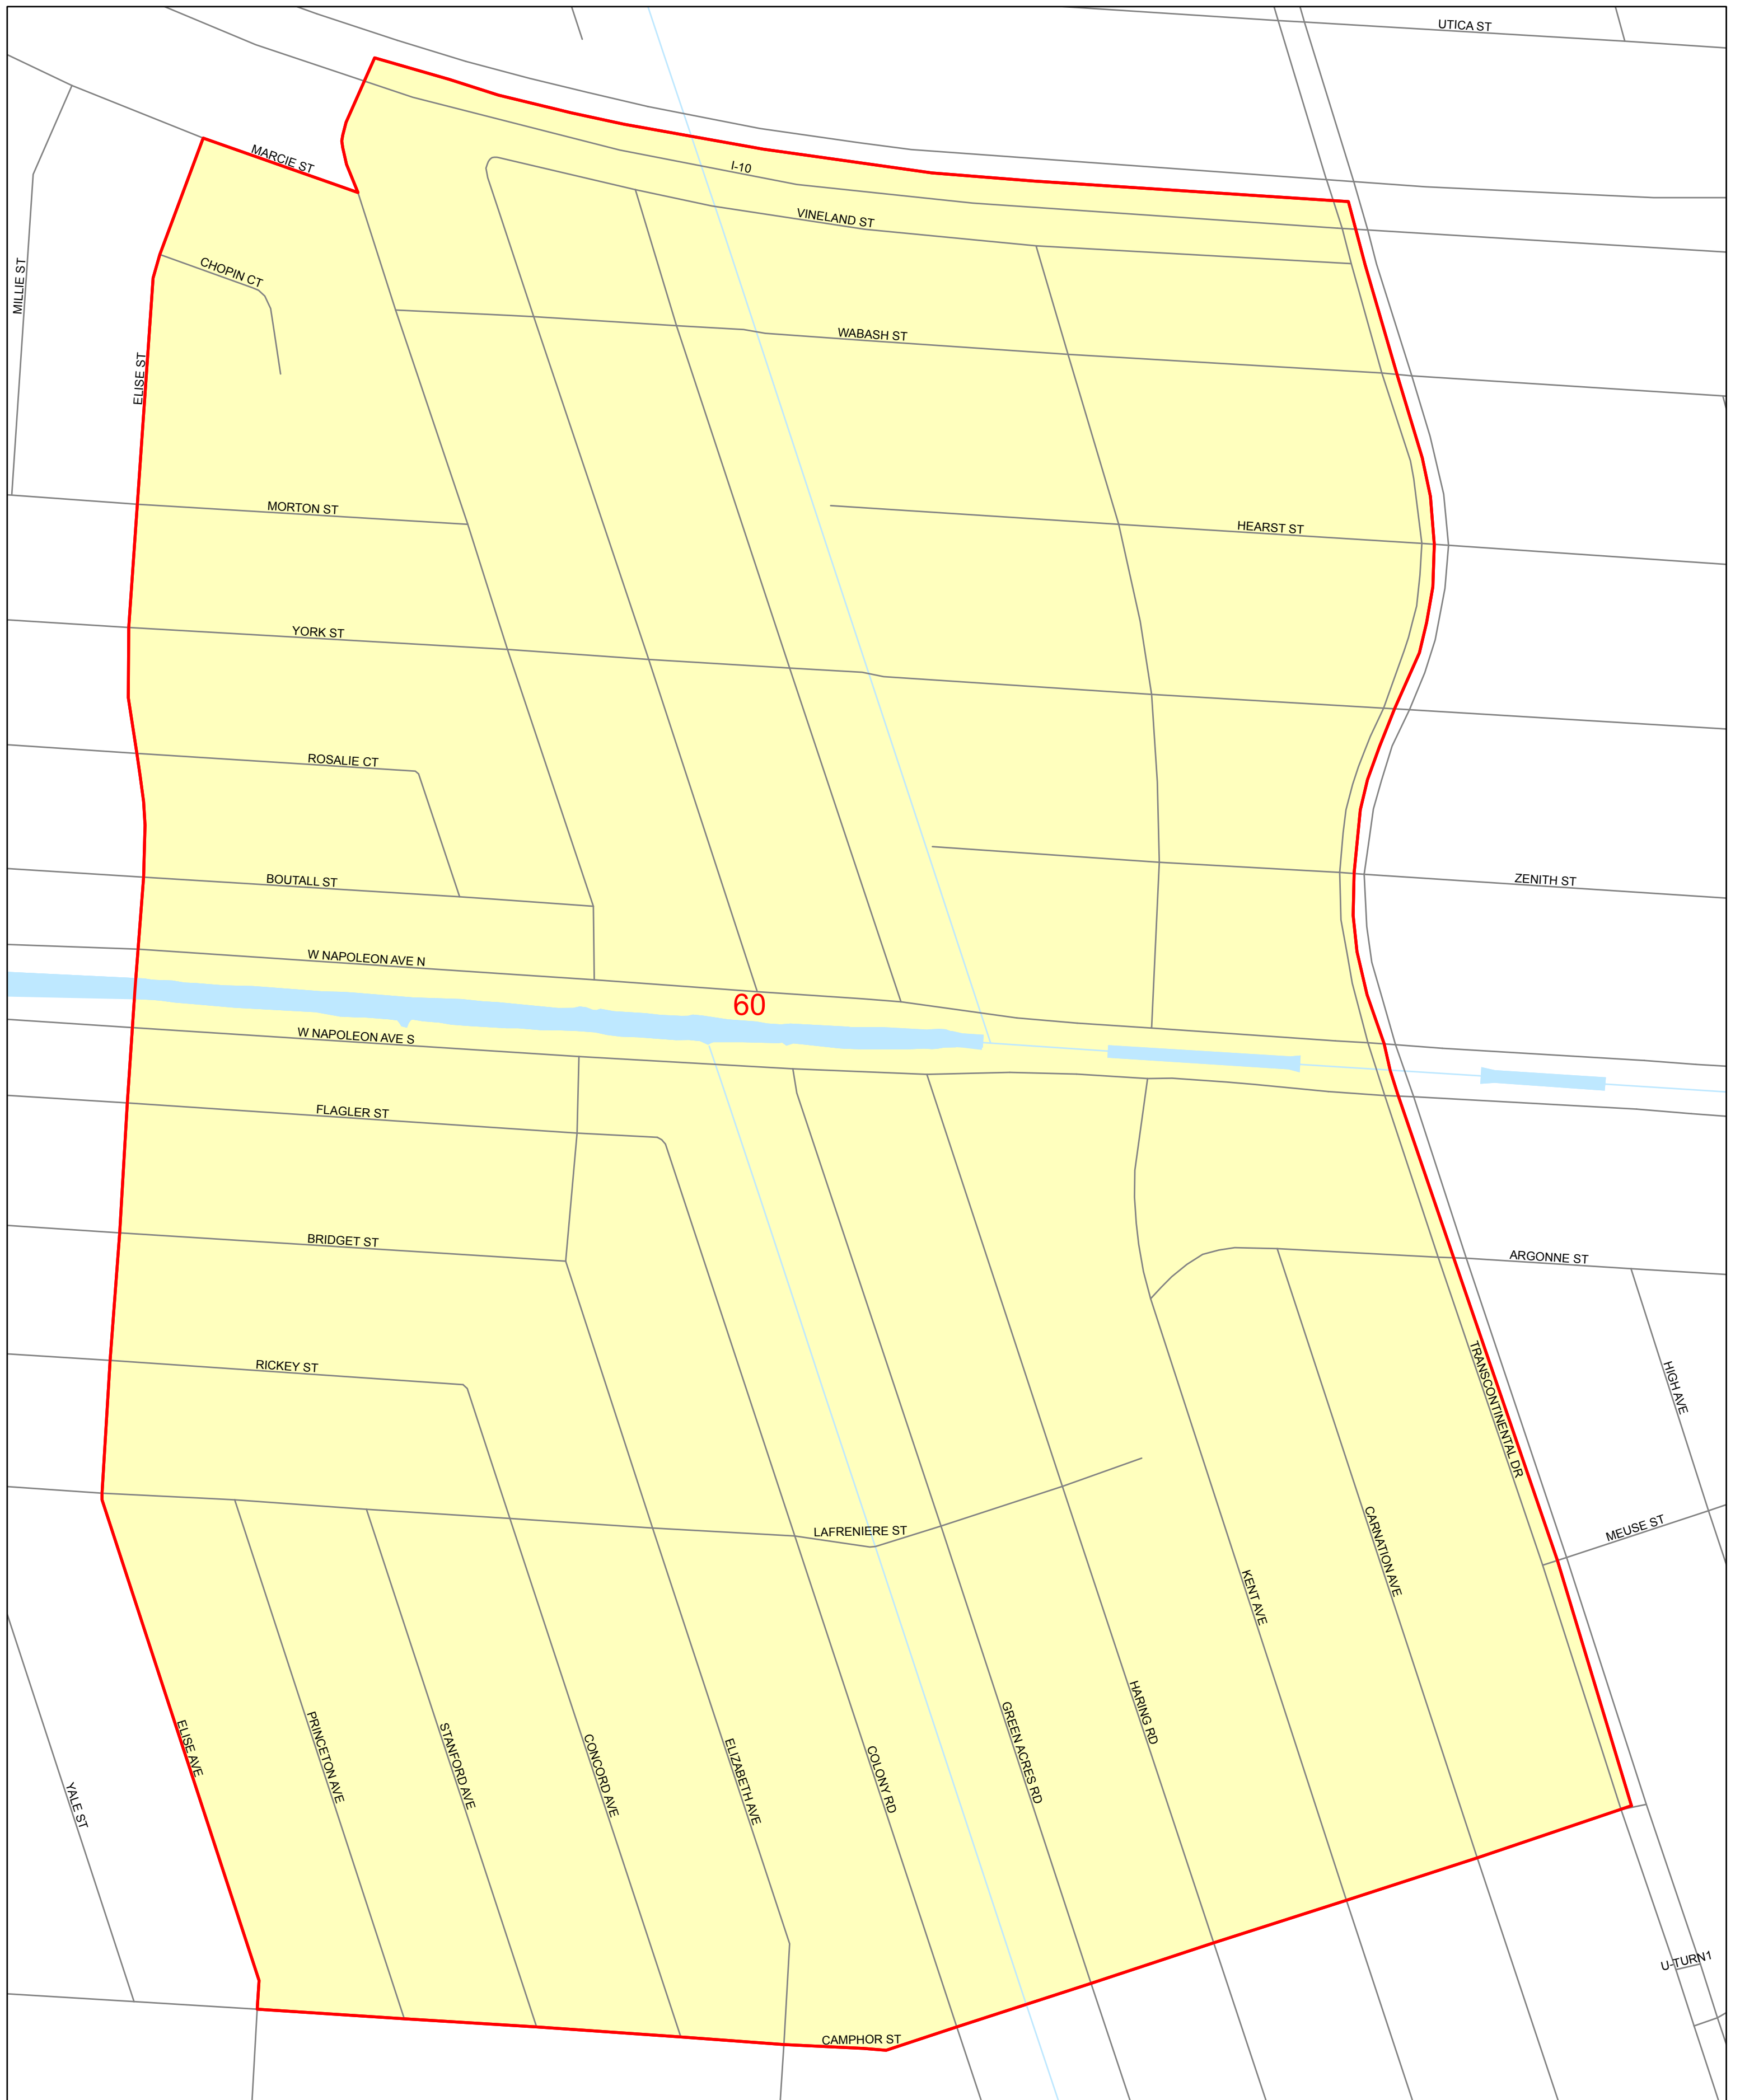 UTICA ST
MARCIE ST
I-10
VINELAND ST
CHOPIN CT
MILLIE ST
WABASH ST
ELISE ST
MORTON ST
HEARST ST
YORK ST
ROSALIE CT
BOUTALL ST
ZENITH ST
W NAPOLEON AVE N
60
W NAPOLEON AVE S
FLAGLER ST
BRIDGET ST
ARGONNE ST
RICKEY ST
TRANSCONTINENTAL DR
HIGH AVE
LAFRENIERE ST
MEUSE ST
CARNATION AVE
KENT AVE
HARING RD
GREEN ACRES RD
COLONY RD
ELIZABETH AVE
CONCORD AVE
STANFORD AVE
PRINCETON AVE
ELISE AVE
YALE ST
U-TURN1
CAMPHOR ST